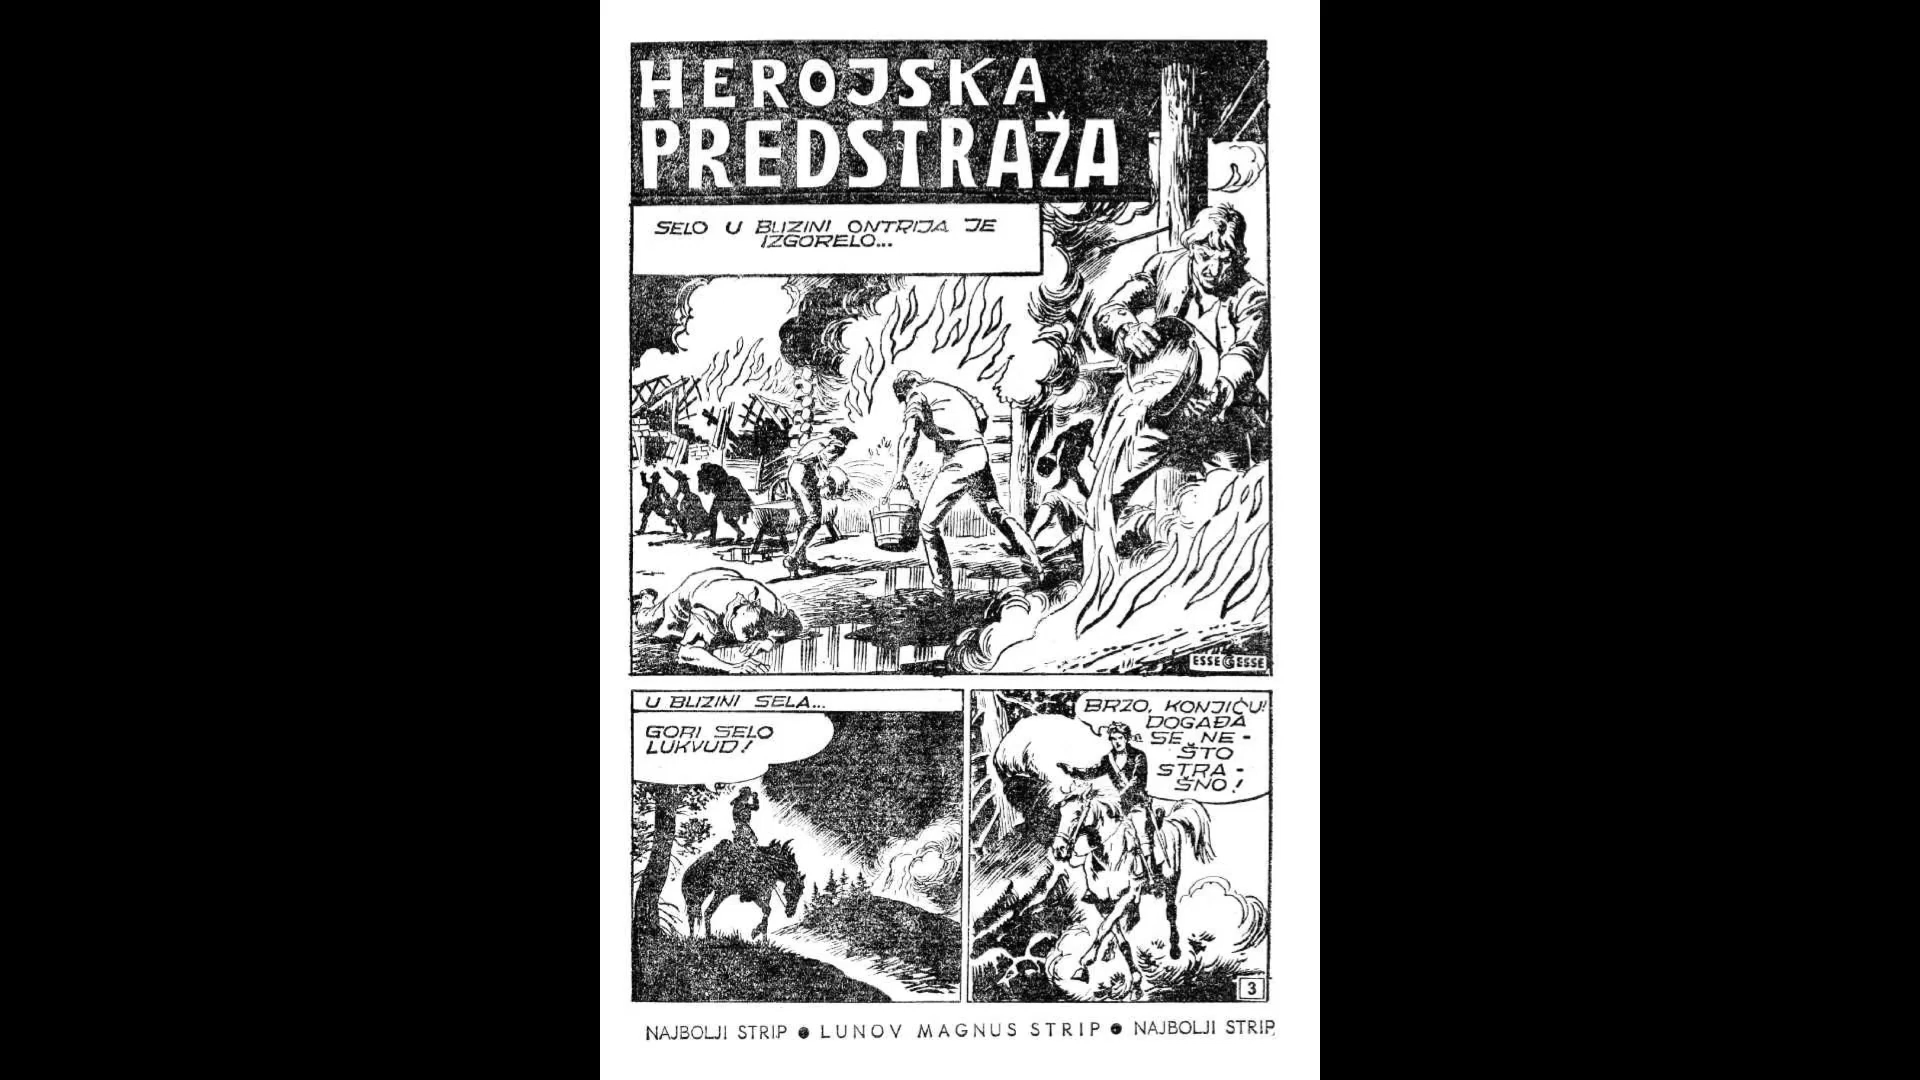 HEROJSKA
PREDSTRAŽA
SELO U BLIZINI ONTRIJA JE
IZGORELO...
ESSEGESSE
U BLIZINI SELA...
GORI SELO
LUKVUD!
BRZO, KONJIĆU!
DOGAĐA
SE NE-
ŠTO
STRA-
ŠNO!
3
NAJBOLJI STRIP ● LUNOV MAGNUS STRIP ● NAJBOLJI STRIP